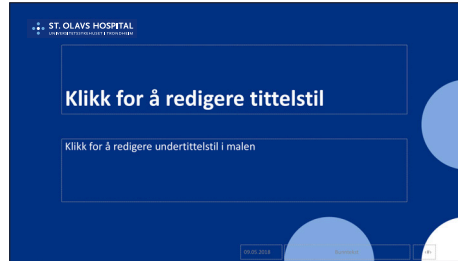 ST. OLAVS HOSPITAL
UNIVERSITETSSYKEHUSET I TRONDHEIM
Klikk for å redigere tittelstil
Klikk for å redigere undertittelstil i malen
09.05.2018